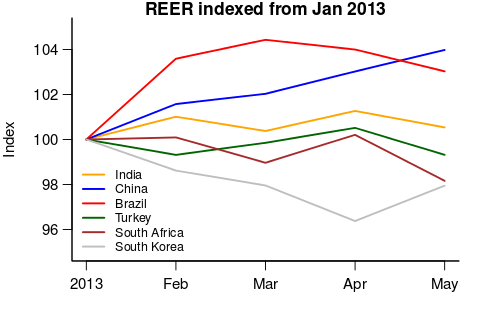 REER indexed from Jan 2013
Index
104
102
100
98
96
India
China
Brazil
Turkey
South Africa
South Korea
2013 Feb Mar Apr May